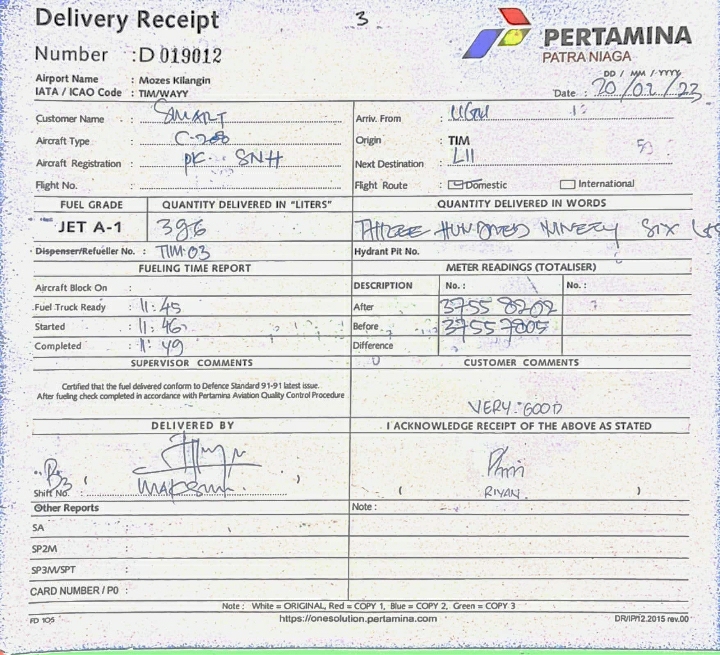 Delivery Receipt 3
PERTAMINA
PATRA NIAGA
Number : D 019012
Airport Name : Mozes Kilangin
IATA / ICAO Code : TIM/WAYY
DD / MM / YYYY
Date : 20/01/23
Customer Name : SMART
Arriv. From :
Aircraft Type : C-208
Origin : TIM
Aircraft Registration : PK - SNH
Next Destination : LII
Flight No. :
Flight Route : Domestic International
FUEL GRADE QUANTITY DELIVERED IN "LITERS" QUANTITY DELIVERED IN WORDS
JET A-1 396 THREE HUNDRED NINETY SIX
Dispenser/Refueller No. : TIM-03 Hydrant Pit No.
FUELING TIME REPORT METER READINGS (TOTALISER)
Aircraft Block On : DESCRIPTION No. : No. :
Fuel Truck Ready : 11:45 After
Started : 11:46 Before
Completed : 11:49 Difference
SUPERVISOR COMMENTS CUSTOMER COMMENTS
Certified that the fuel delivered conform to Defence Standard 91-91 latest issue.
After fueling check completed in accordance with Pertamina Aviation Quality Control Procedure
VERY GOOD
DELIVERED BY I ACKNOWLEDGE RECEIPT OF THE ABOVE AS STATED
Shift No. : ( ) ( RIYAN )
Other Reports Note :
SA :
SP2M :
SP3M/SPT :
CARD NUMBER / PO :
Note : White = ORIGINAL, Red = COPY 1, Blue = COPY 2, Green = COPY 3
FD 105 https://onesolution.pertamina.com DR/IPI12.2015 rev.00